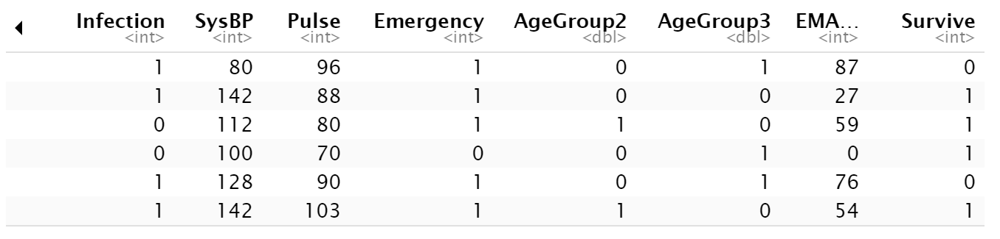 Infection SysBP Pulse Emergency AgeGroup2 AgeGroup3 EMA… Survive
<int> <int> <int> <int> <dbl> <dbl> <int> <int>
1 80 96 1 0 1 87 0
1 142 88 1 0 0 27 1
0 112 80 1 1 0 59 1
0 100 70 0 0 1 0 1
1 128 90 1 0 1 76 0
1 142 103 1 1 0 54 1